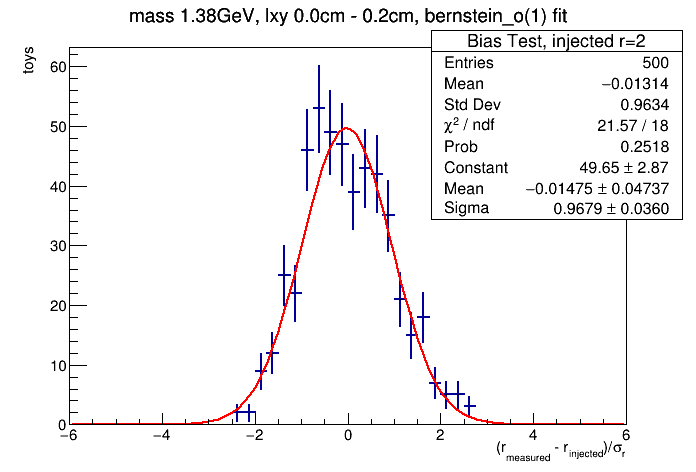 mass 1.38GeV, lxy 0.0cm - 0.2cm, bernstein_o(1) fit
toys
Bias Test, injected r=2
Entries 500
Mean −0.01314
Std Dev 0.9634
χ² / ndf 21.57 / 18
Prob 0.2518
Constant 49.65 ± 2.87
Mean −0.01475 ± 0.04737
Sigma 0.9679 ± 0.0360
60
50
40
30
20
10
0
−6 −4 −2 0 2 4 6
(r_measured - r_injected)/σ_r